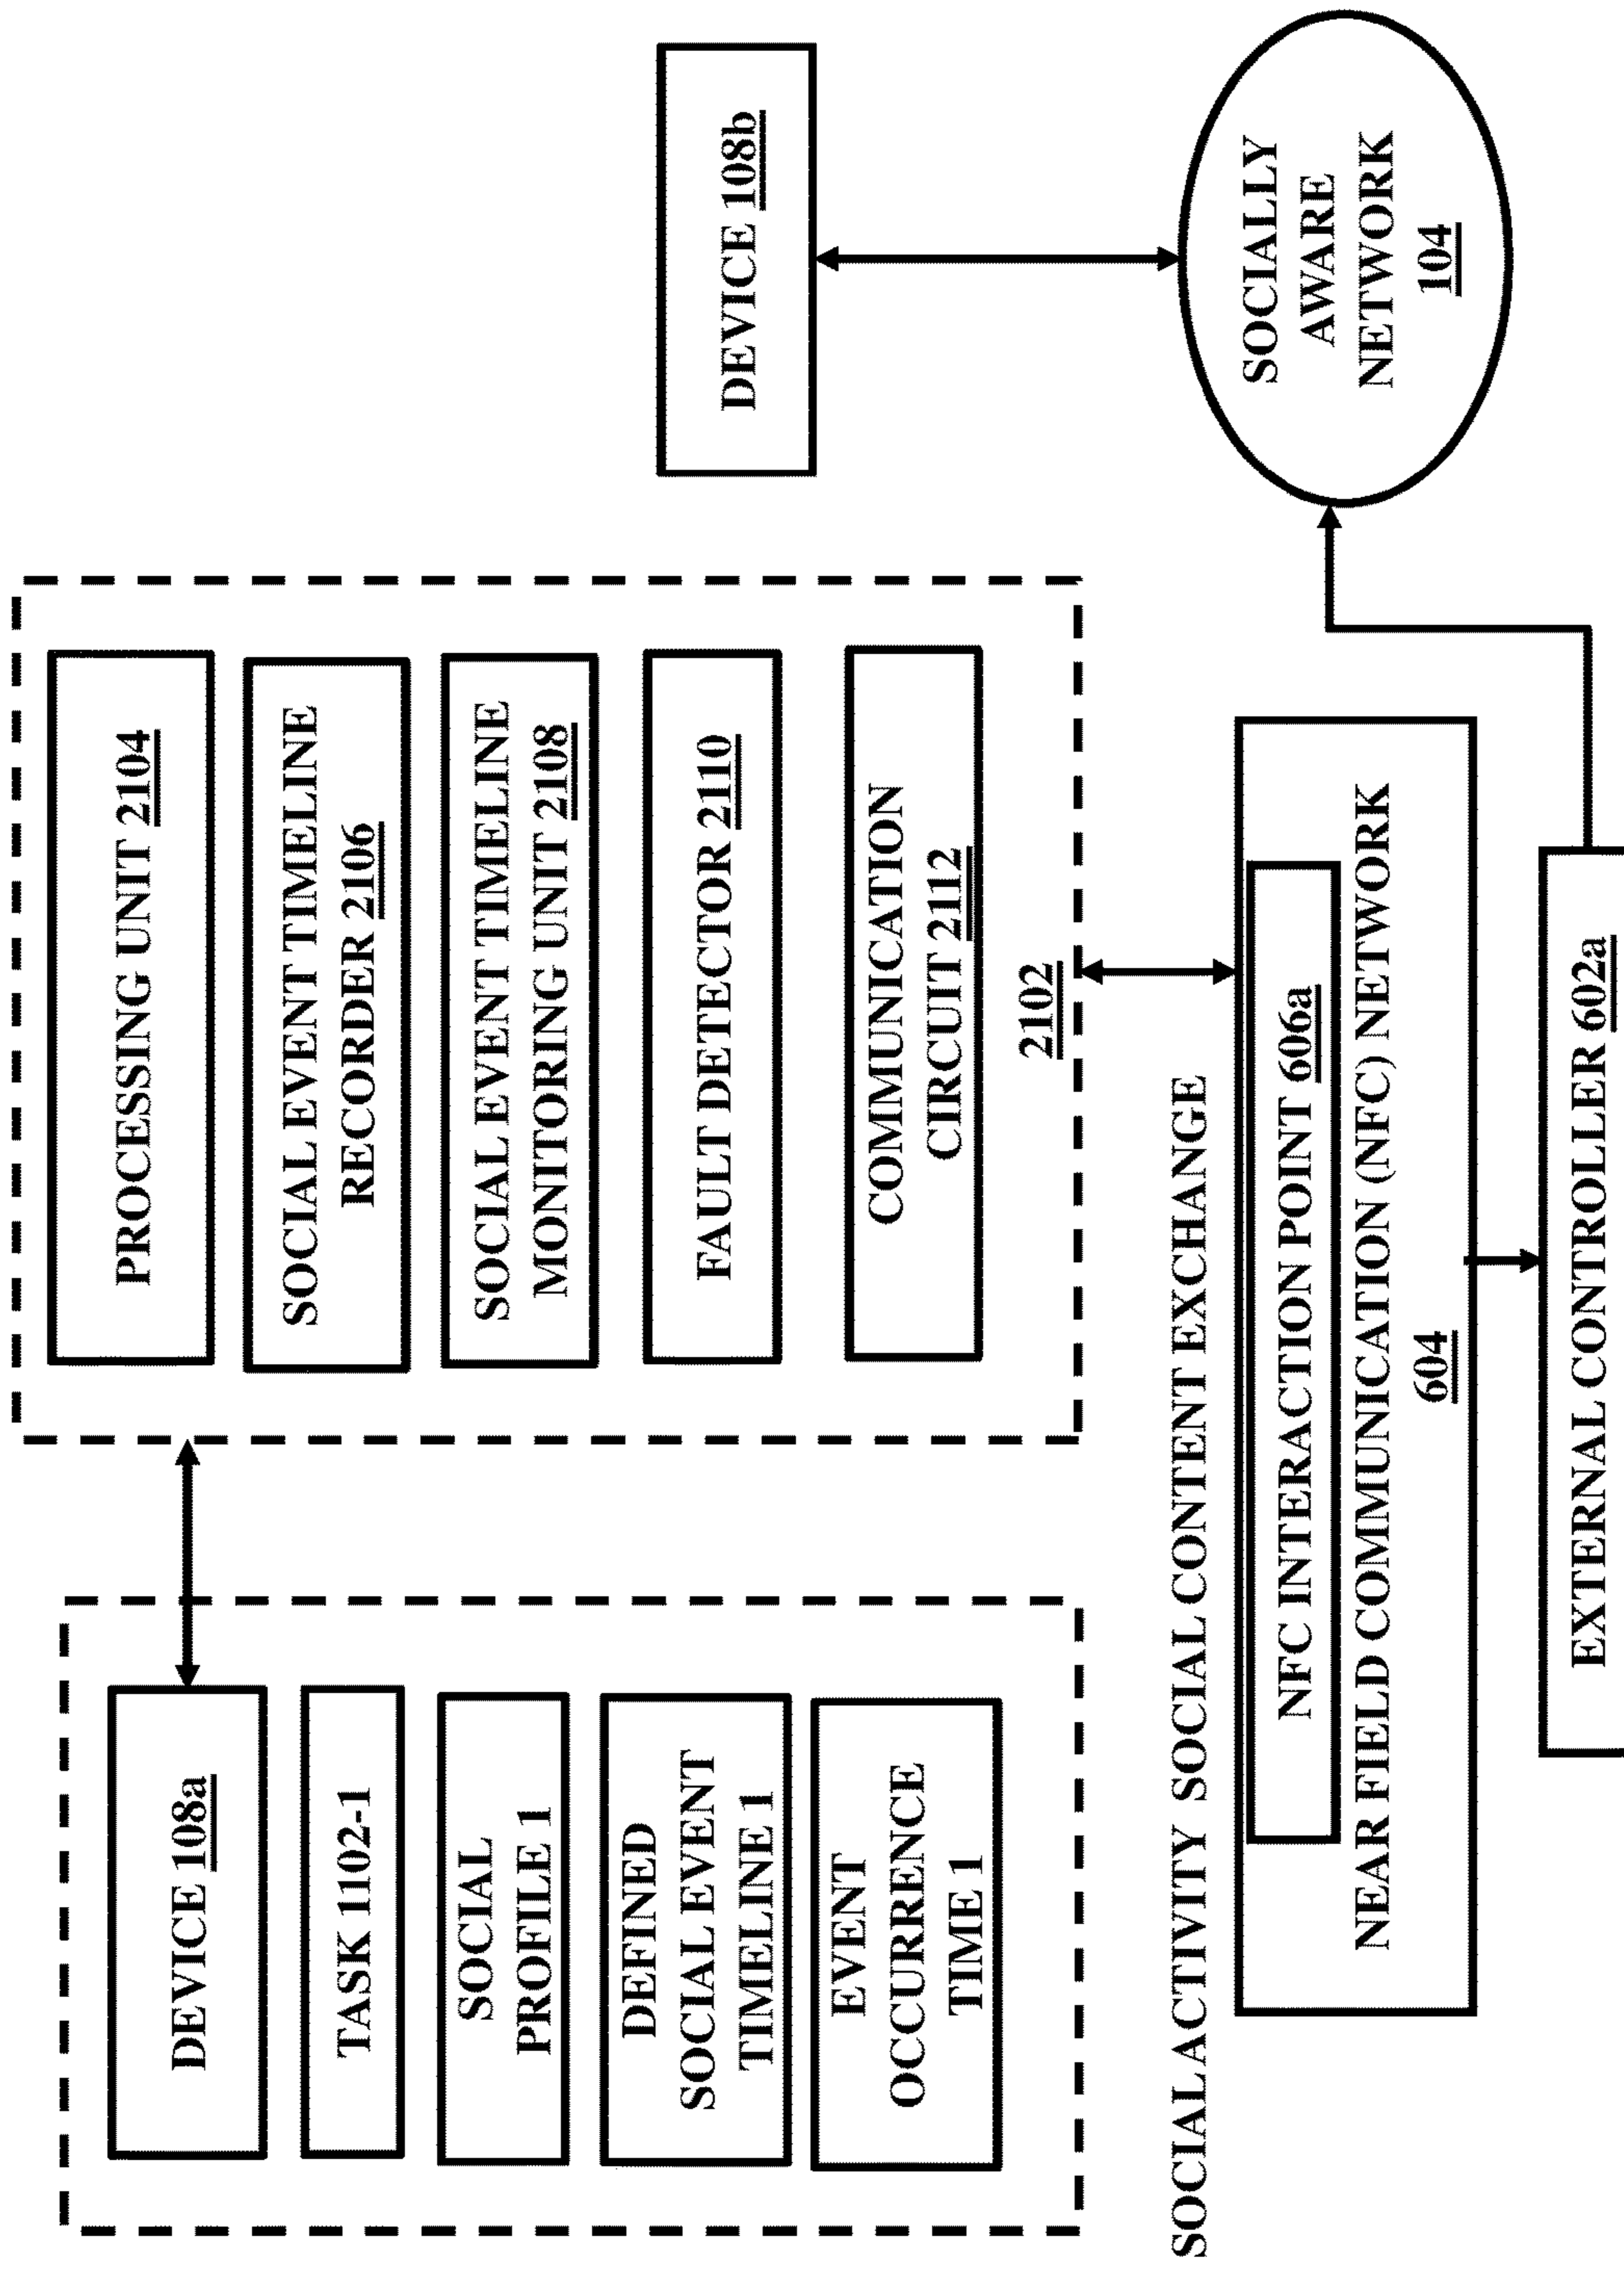 DEVICE 108a
TASK 1102-1
SOCIAL
PROFILE 1
DEFINED
SOCIAL EVENT
TIMELINE 1
EVENT
OCCURRENCE
TIME 1
PROCESSING UNIT 2104
SOCIAL EVENT TIMELINE
RECORDER 2106
SOCIAL EVENT TIMELINE
MONITORING UNIT 2108
FAULT DETECTOR 2110
COMMUNICATION
CIRCUIT 2112
2102
DEVICE 108b
SOCIALLY
AWARE
NETWORK
104
SOCIAL ACTIVITY SOCIAL CONTENT EXCHANGE
NFC INTERACTION POINT 606a
NEAR FIELD COMMUNICATION (NFC) NETWORK
604
EXTERNAL CONTROLLER 602a